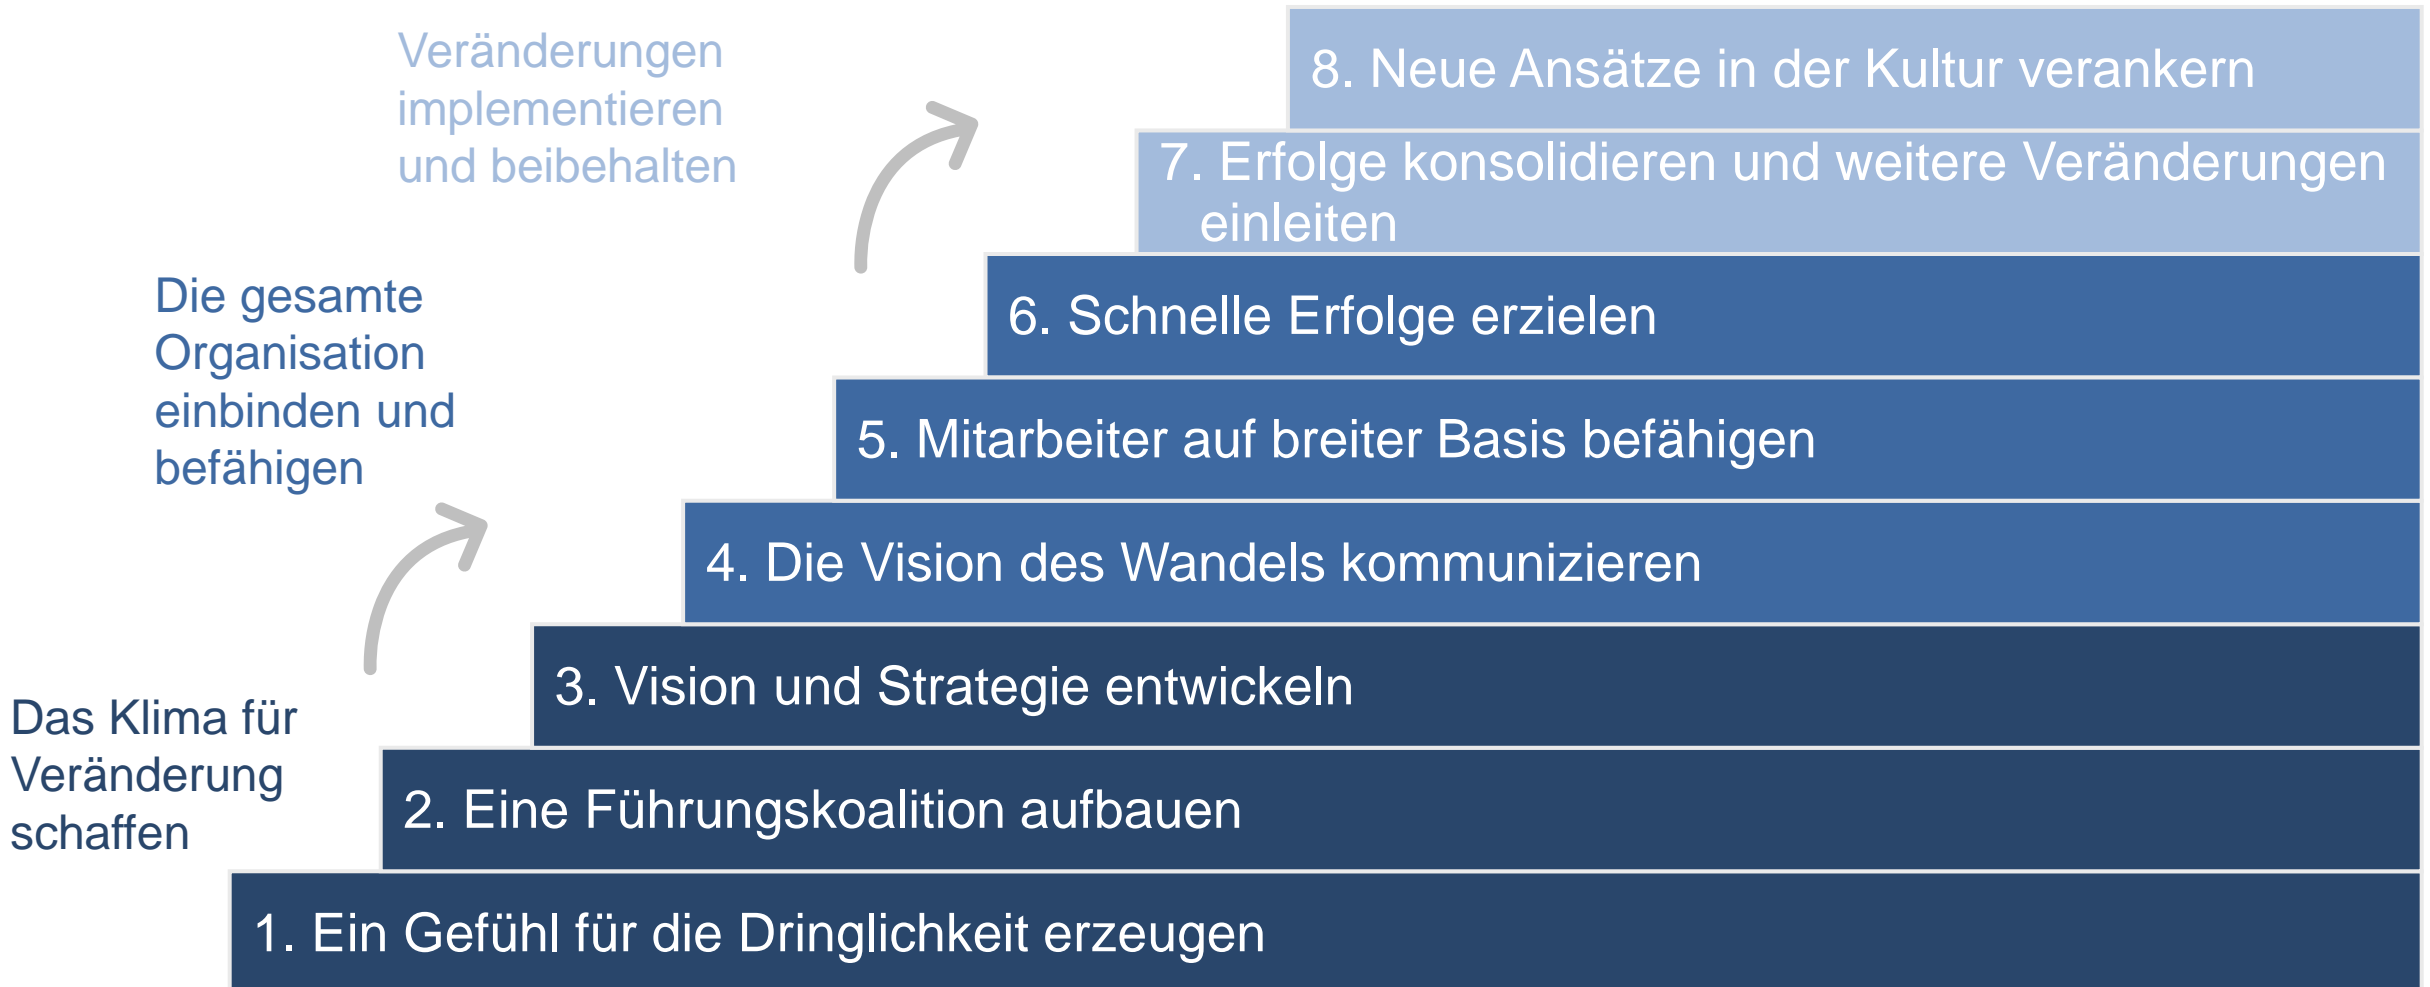 Veränderungen
implementieren
und beibehalten
8. Neue Ansätze in der Kultur verankern
7. Erfolge konsolidieren und weitere Veränderungen
einleiten
Die gesamte
Organisation
einbinden und
befähigen
6. Schnelle Erfolge erzielen
5. Mitarbeiter auf breiter Basis befähigen
4. Die Vision des Wandels kommunizieren
Das Klima für
Veränderung
schaffen
3. Vision und Strategie entwickeln
2. Eine Führungskoalition aufbauen
1. Ein Gefühl für die Dringlichkeit erzeugen